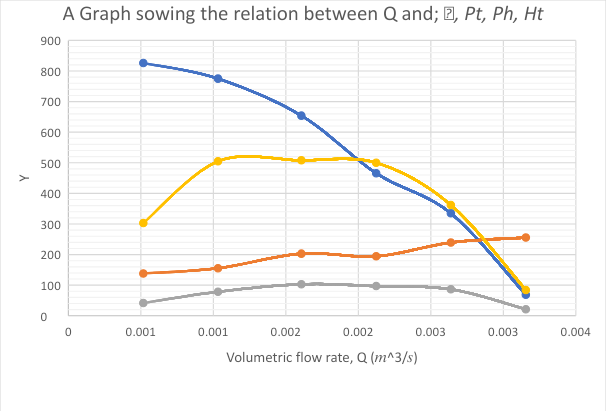 A Graph sowing the relation between Q and; , Pt, Ph, Ht
900
800
700
600
500
400
300
200
100
0
Y
0 0.001 0.001 0.002 0.002 0.003 0.003 0.004
Volumetric flow rate, Q (m^3/s)